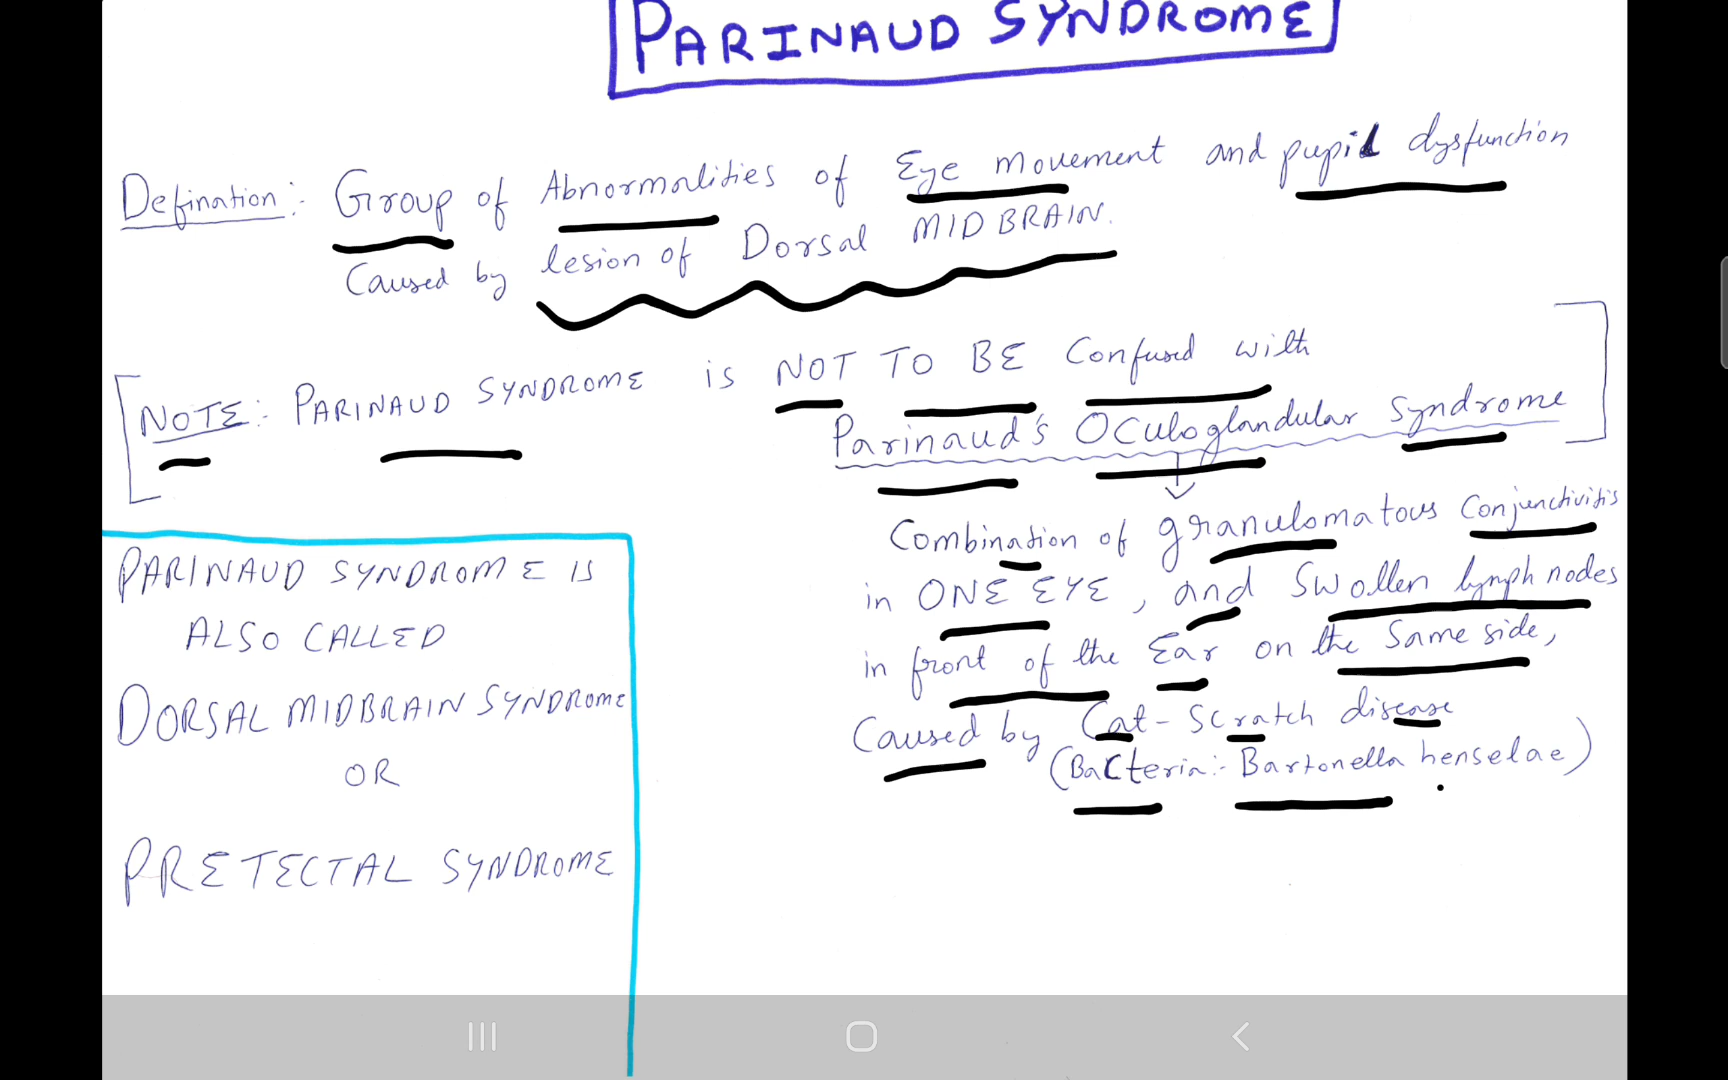 PARINAUD SYNDROME
Defination:- Group of Abnormalities of Eye movement and pupil dysfunction
Caused by lesion of Dorsal MIDBRAIN.
NOTE: PARINAUD SYNDROME is NOT TO BE Confused with
Parinaud's Oculoglandular Syndrome
Combination of granulomatous Conjunctivitis
in ONE EYE, and Swollen lymph nodes
in front of the Ear on the Same side,
Caused by Cat-Scratch disease
(Bacteria:- Bartonella henselae)
PARINAUD SYNDROME IS
ALSO CALLED
DORSAL MIDBRAIN SYNDROME
OR
PRETECTAL SYNDROME